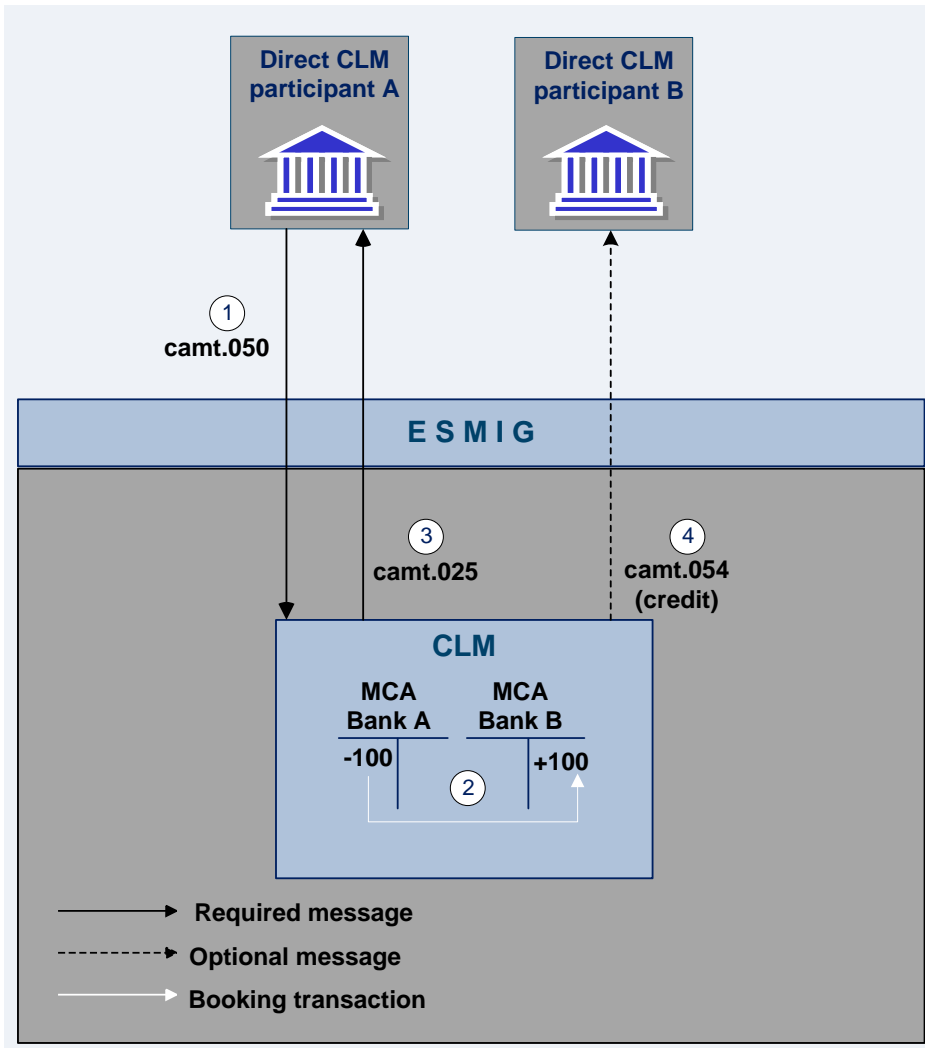 Direct CLM
participant A
Direct CLM
participant B
1
camt.050
E S M I G
3
camt.025
4
camt.054
(credit)
CLM
MCA
Bank A
MCA
Bank B
-100
+100
2
Required message
Optional message
Booking transaction